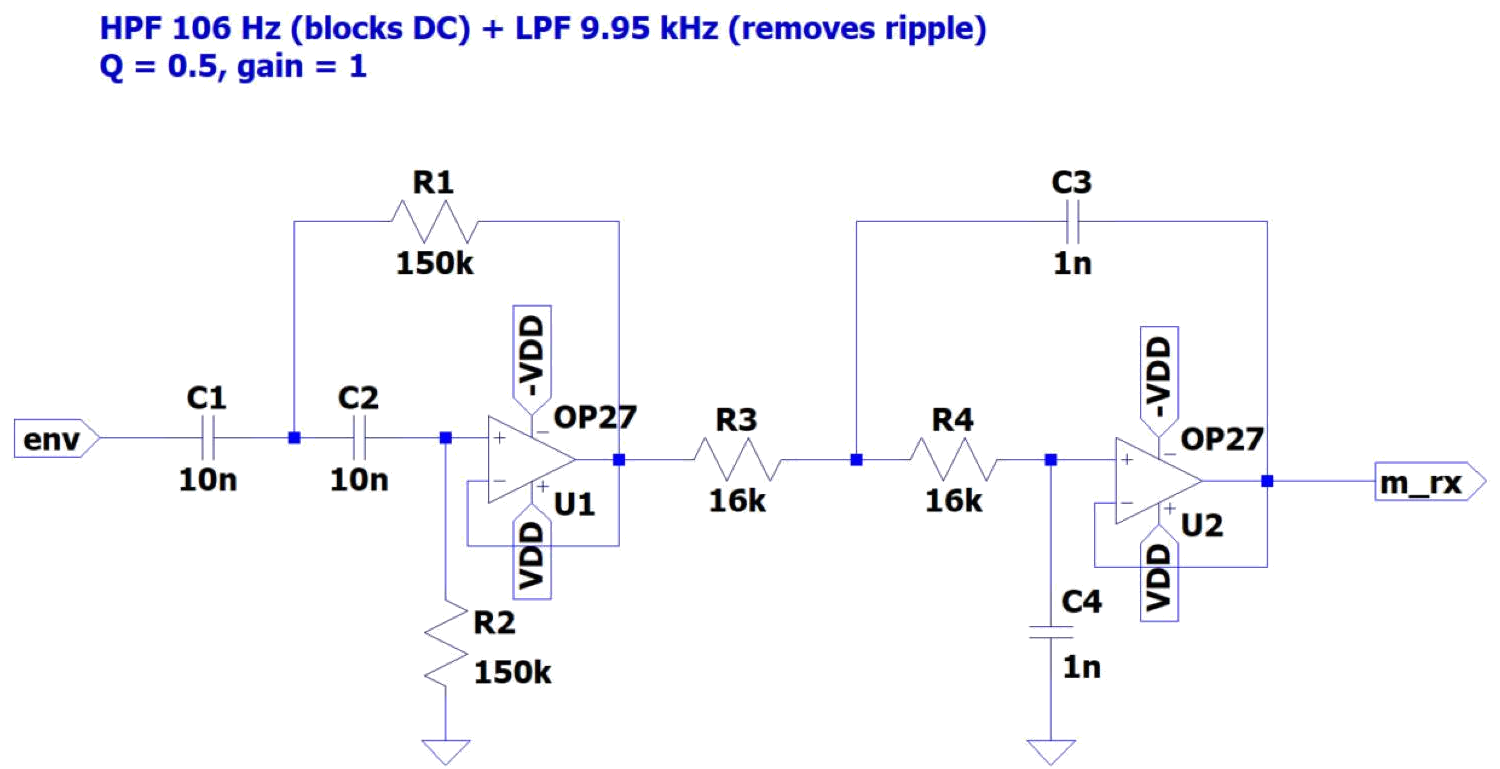 HPF 106 Hz (blocks DC) + LPF 9.95 kHz (removes ripple)
Q = 0.5, gain = 1
R1
150k
C3
1n
-VDD
-VDD
C1
C2
OP27
R3
R4
OP27
env
+
−
+
−
m_rx
10n
10n
−
+
U1
16k
16k
−
+
U2
VDD
VDD
R2
150k
C4
1n